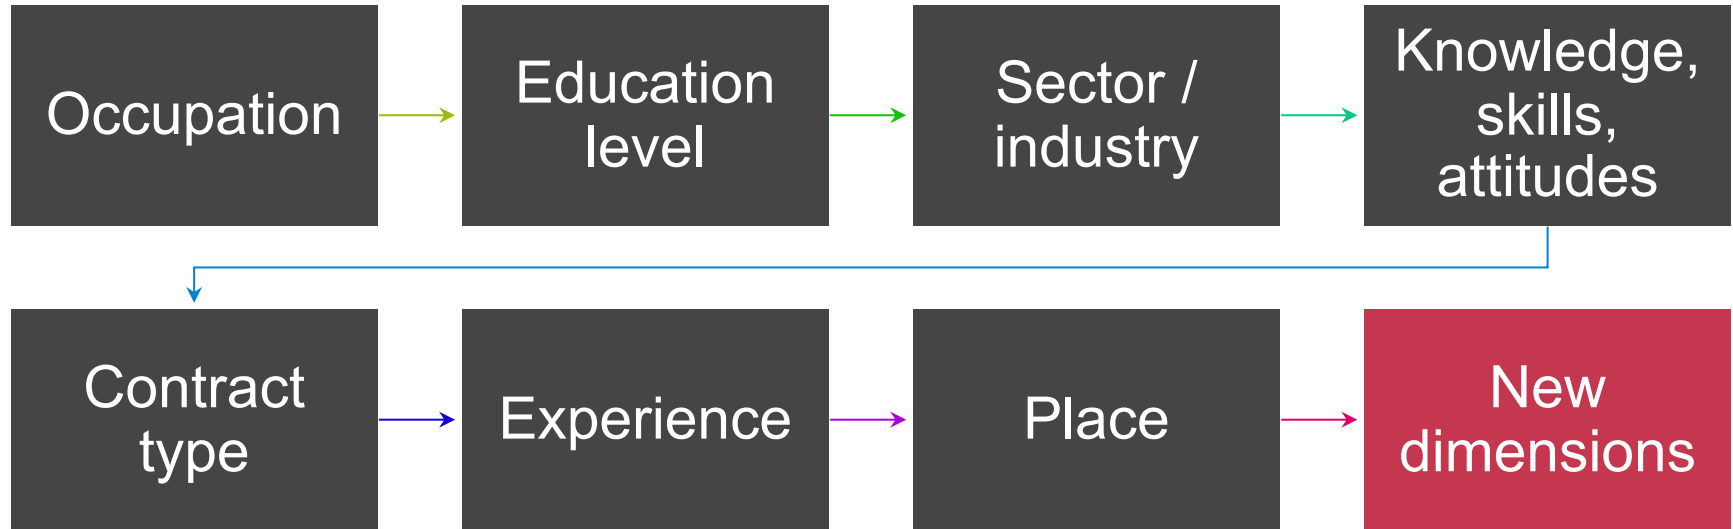 Occupation
Education
level
Sector /
industry
Knowledge,
skills,
attitudes
Contract
type
Experience
Place
New
dimensions